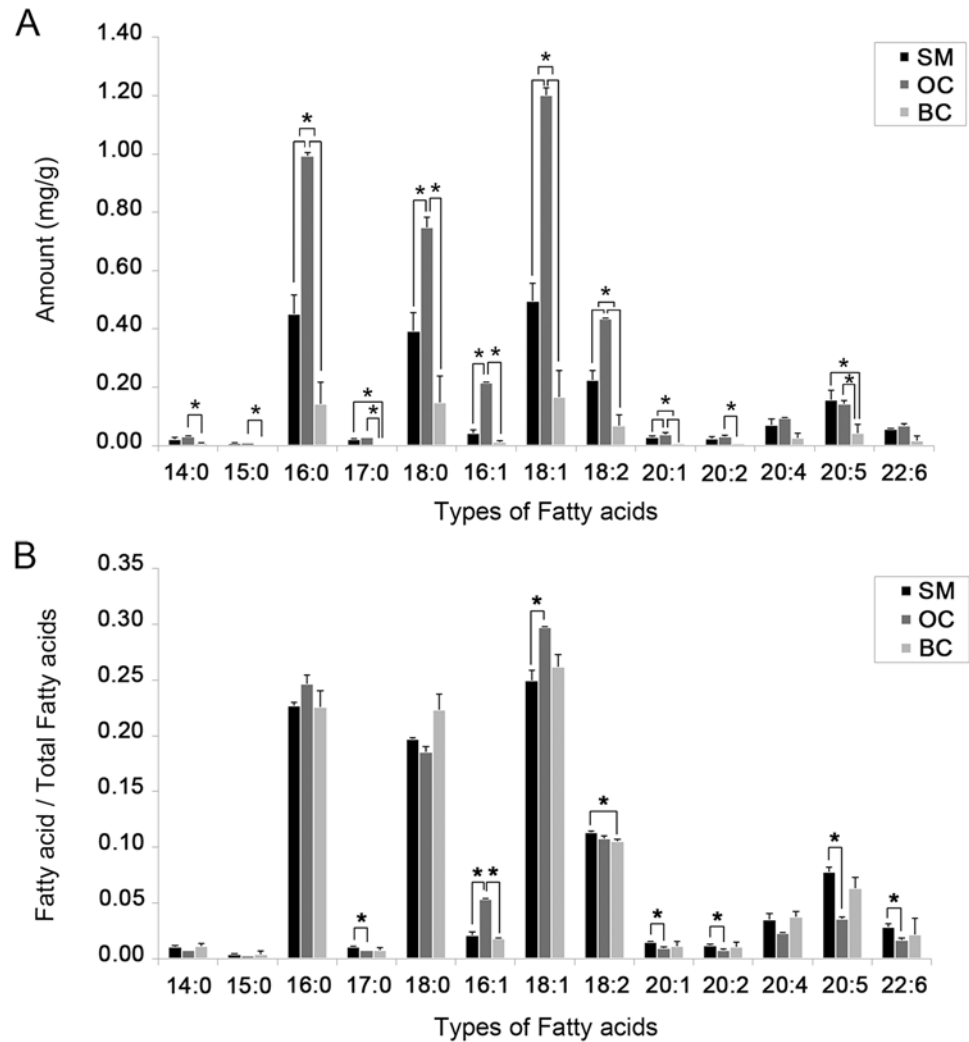 A
1.40
1.20
1.00
0.80
0.60
0.40
0.20
0.00
Amount (mg/g)
SM
OC
BC
* * * * * * * * * * * * * * *
14:0 15:0 16:0 17:0 18:0 16:1 18:1 18:2 20:1 20:2 20:4 20:5 22:6
Types of Fatty acids
B
0.35
0.30
0.25
0.20
0.15
0.10
0.05
0.00
Fatty acid / Total Fatty acids
SM
OC
BC
* * * * * * * * *
14:0 15:0 16:0 17:0 18:0 16:1 18:1 18:2 20:1 20:2 20:4 20:5 22:6
Types of Fatty acids